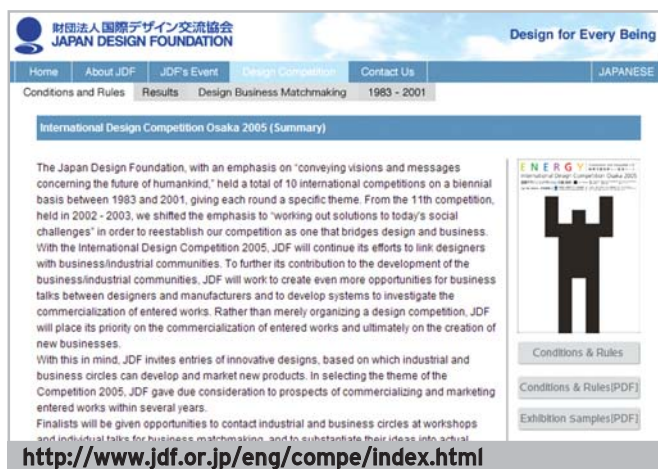 財団法人国際デザイン交流協会
JAPAN DESIGN FOUNDATION
Design for Every Being
Home About JDF JDF's Event Design Competition Contact Us JAPANESE
Conditions and Rules Results Design Business Matchmaking 1983 - 2001
International Design Competition Osaka 2005 (Summary)
The Japan Design Foundation, with an emphasis on "conveying visions and messages
concerning the future of humankind," held a total of 10 international competitions on a biennial
basis between 1983 and 2001, giving each round a specific theme. From the 11th competition,
held in 2002 - 2003, we shifted the emphasis to "working out solutions to today's social
challenges" in order to reestablish our competition as one that bridges design and business.
With the International Design Competition 2005, JDF will continue its efforts to link designers
with business/industrial communities. To further its contribution to the development of the
business/industrial communities, JDF will work to create even more opportunities for business
talks between designers and manufacturers and to develop systems to investigate the
commercialization of entered works. Rather than merely organizing a design competition, JDF
will place its priority on the commercialization of entered works and ultimately on the creation of
new businesses.
With this in mind, JDF invites entries of innovative designs, based on which industrial and
business circles can develop and market new products. In selecting the theme of the
Competition 2005, JDF gave due consideration to prospects of commercializing and marketing
entered works within several years.
Finalists will be given opportunities to contact industrial and business circles at workshops
and individual talks for business matchmaking, and to substantiate their ideas into actual
ENERGY
International Design Competition Osaka 2005
Conditions & Rules
Conditions & Rules[PDF]
Exhibition Samples[PDF]
http://www.jdf.or.jp/eng/compe/index.html